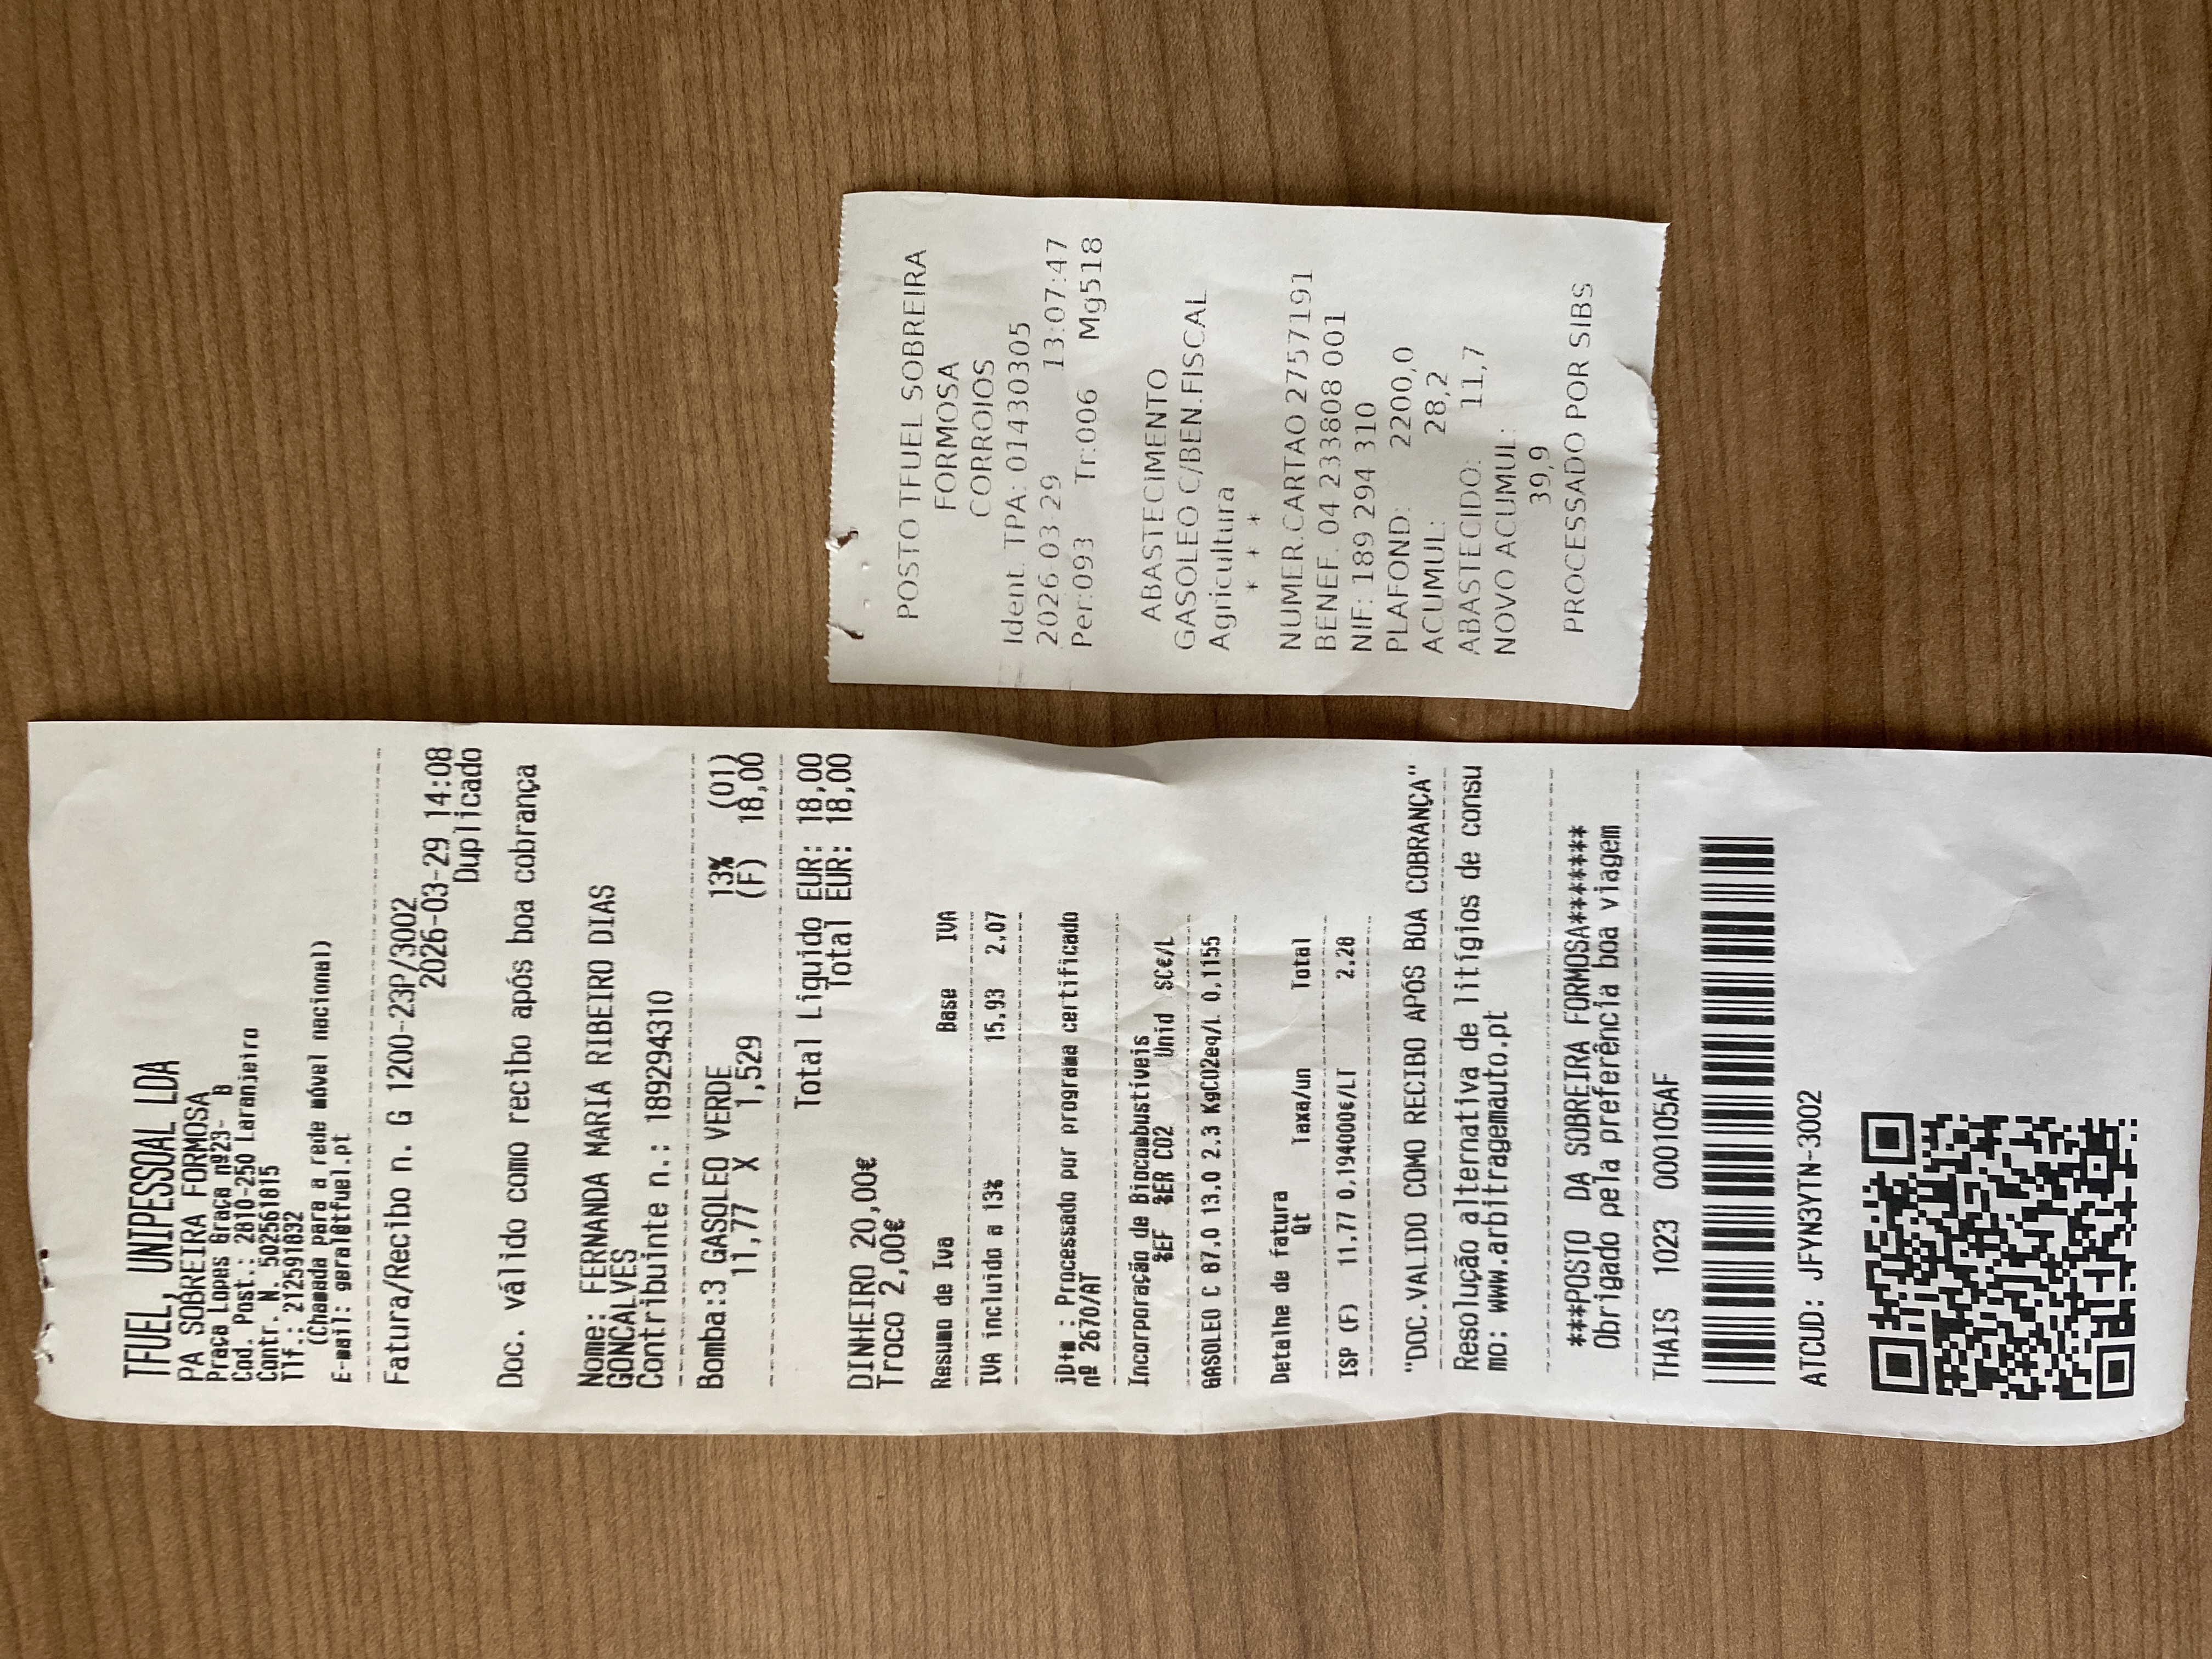 TFUEL, UNIPESSOAL LDA
PA SOBREIRA FORMOSA
Praça Lopes Graça nº23- B
Cod. Post.: 2810-250 Laranjeiro
Contr. N. 502561815
Tlf.: 212591832
(Chamada para a rede móvel nacional)
E-mail: geral@tfuel.pt
Fatura/Recibo n. G 1200-23P/3002
2026-03-29 14:08
Duplicado
Doc. válido como recibo após boa cobrança
Nome: FERNANDA MARIA RIBEIRO DIAS
GONCALVES
Contribuinte n.: 189294310
Bomba:3 GASOLEO VERDE 13% (01)
11,77 X 1,529 (F) 18,00
Total Líquido EUR: 18,00
Total EUR: 18,00
DINHEIRO 20,00€
Troco 2,00€
Resumo de Iva Base IVA
IVA incluído a 13% 15,93 2,07
jD+m : Processado por programa certificado
nº 2670/AT
Incorporação de Biocombustíveis
%EF %ER CO2 Unid SC€/L
GASOLEO C 87,0 13,0 2,3 KgCO2eq/L 0,1155
Detalhe de fatura
Qt Taxa/un Total
ISP (F) 11,77 0,194000€/LT 2,28
"DOC.VALIDO COMO RECIBO APÓS BOA COBRANÇA"
Resolução alternativa de litígios de consu
mo: www.arbitragemauto.pt
***POSTO DA SOBREIRA FORMOSA********
Obrigado pela preferência boa viagem
THAIS 1023 000105AF
ATCUD: JFYN3YTN-3002
POSTO TFUEL SOBREIRA
FORMOSA
CORROIOS
Ident. TPA: 01430305
2026-03-29 13:07:47
Per:093 Tr:006 Mg518
ABASTECIMENTO
GASOLEO C/BEN.FISCAL
Agricultura
* * *
NUMER.CARTAO 2757191
BENEF. 04 233808 001
NIF: 189 294 310
PLAFOND: 2200,0
ACUMUL: 28,2
ABASTECIDO: 11,7
NOVO ACUMUL:
39,9
PROCESSADO POR SIBS